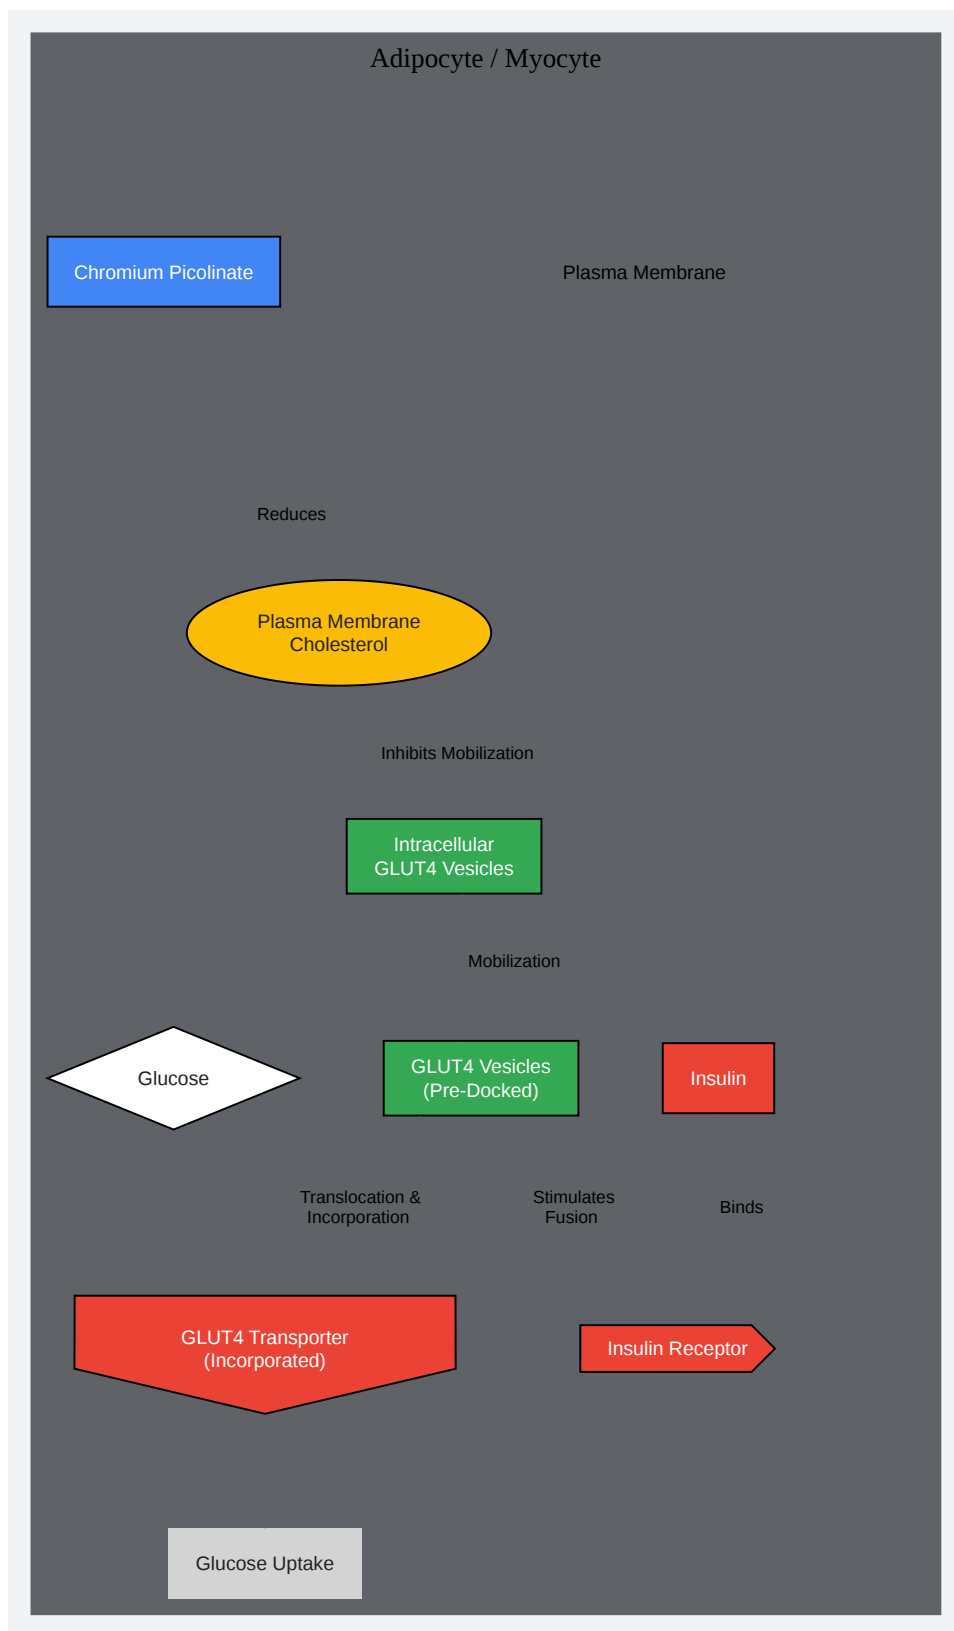 Adipocyte / Myocyte
Chromium Picolinate
Plasma Membrane
Reduces
Plasma Membrane
Cholesterol
Inhibits Mobilization
Intracellular
GLUT4 Vesicles
Mobilization
Glucose
GLUT4 Vesicles
(Pre-Docked)
Insulin
Translocation &
Incorporation
Stimulates
Fusion
Binds
GLUT4 Transporter
(Incorporated)
Insulin Receptor
Glucose Uptake